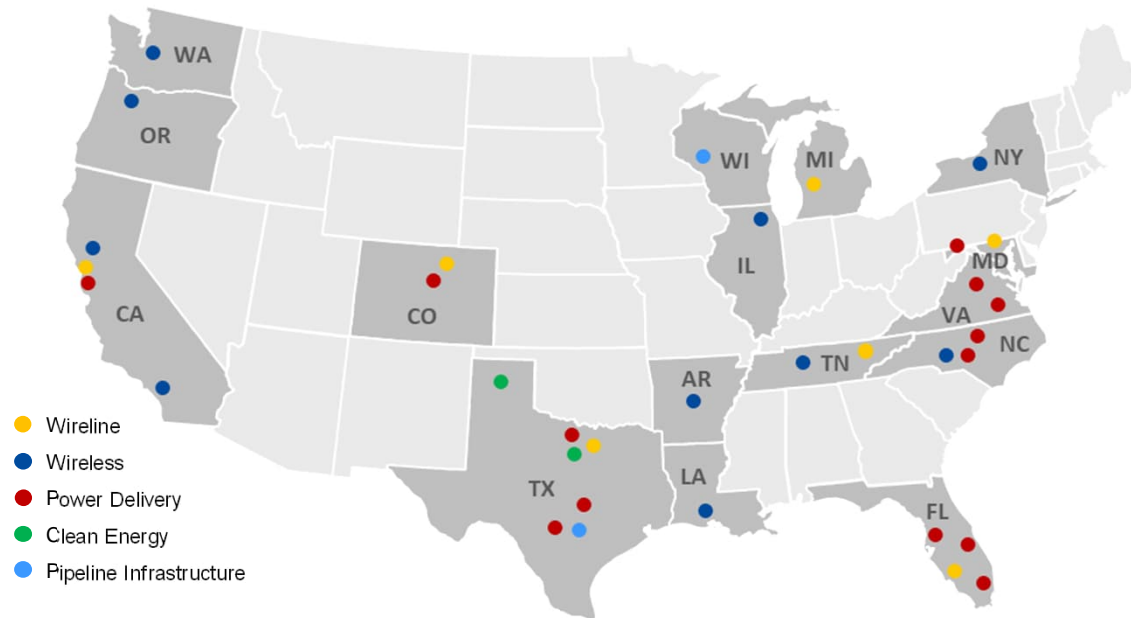 WA
OR
WI
MI
NY
IL
MD
CA
CO
VA
NC
TN
AR
TX
LA
FL
Wireline
Wireless
Power Delivery
Clean Energy
Pipeline Infrastructure